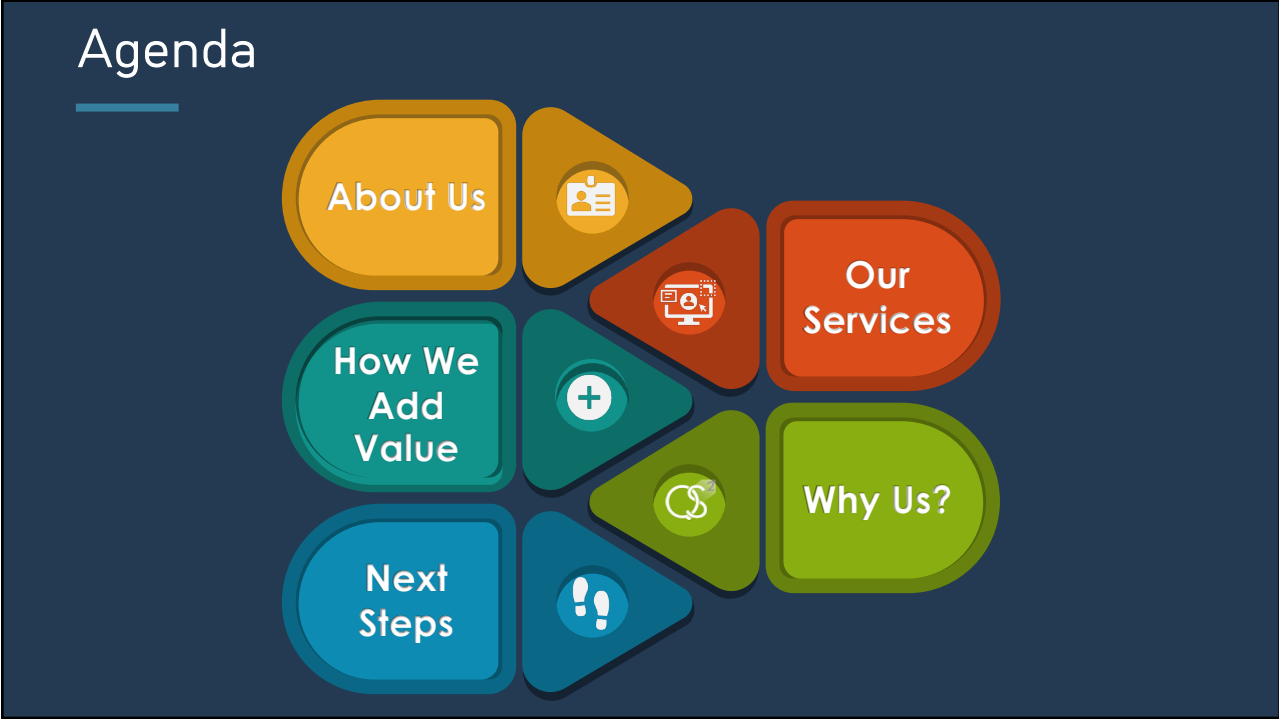 Agenda
About Us
Our
Services
How We
Add
Value
Why Us?
Next
Steps